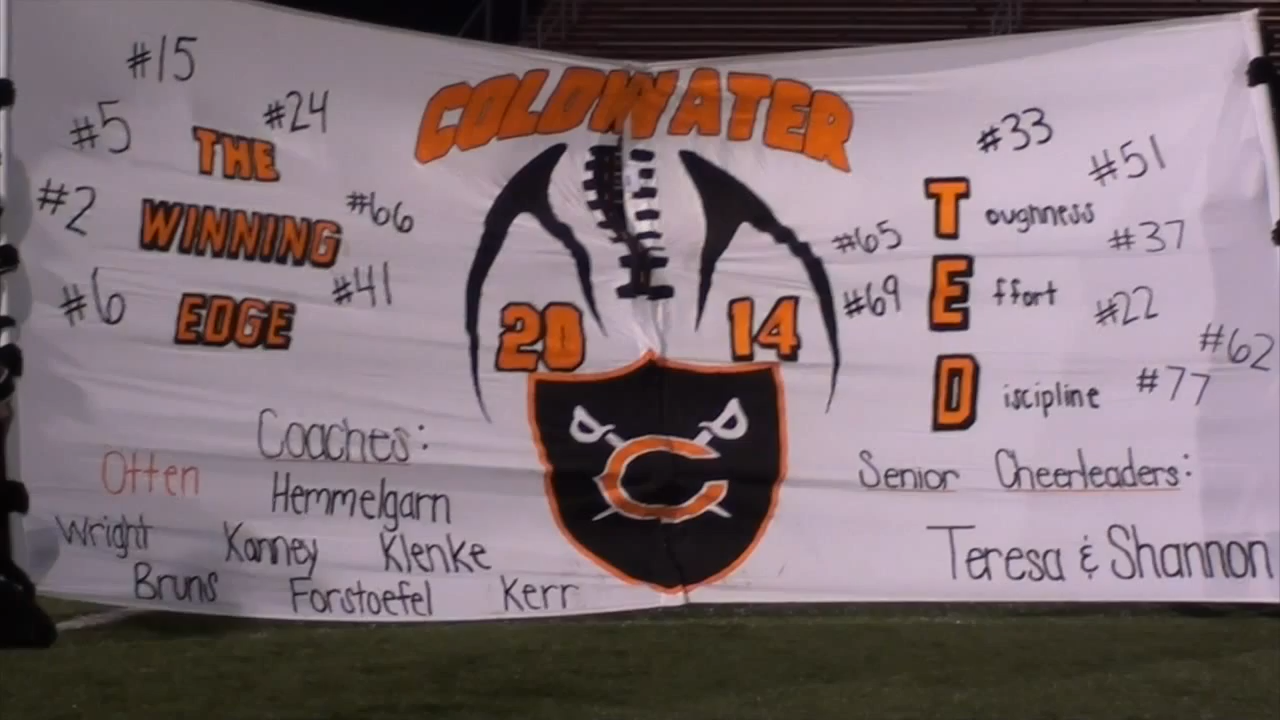 COLDWATER
#15
#5
#24
THE
#2
WINNING
#66
#6
EDGE
#41
20 14
C
#33
#51
T oughness
#65
#37
E ffort
#69
#22
#62
D iscipline
#77
Coaches:
Otten
Hemmelgarn
Wright Kanney Klenke
Bruns Forstoefel Kerr
Senior Cheerleaders:
Teresa & Shannon